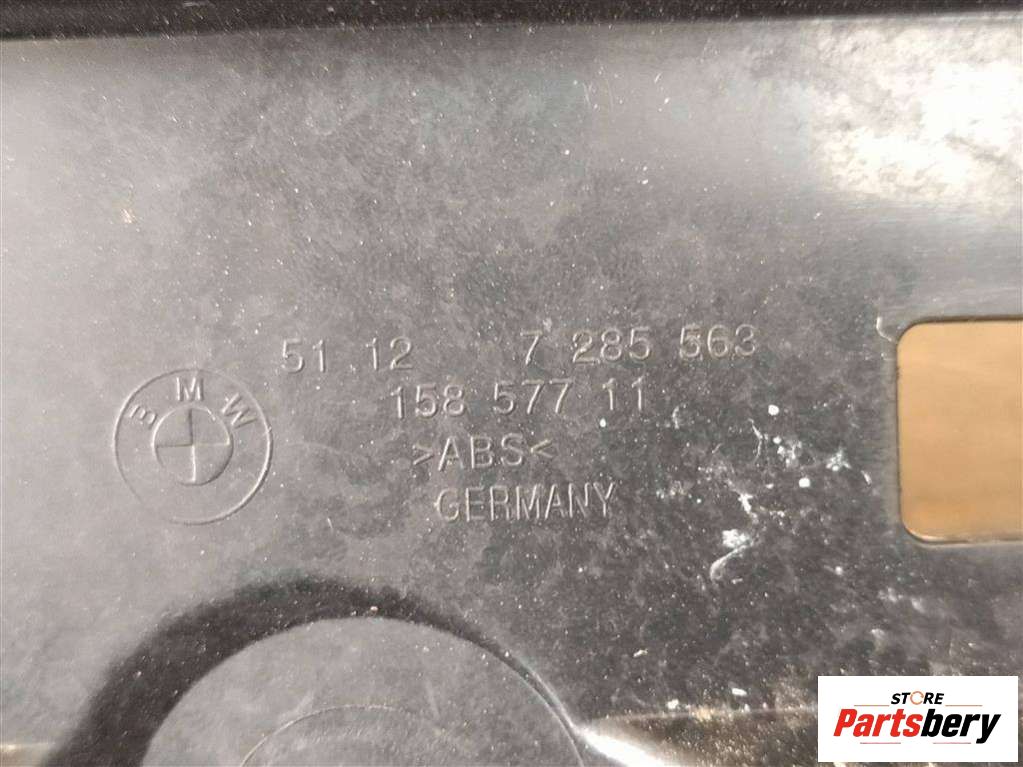 51 12 7 285 563
158 577 11
>ABS<
GERMANY
BMW
STORE
Partsbery